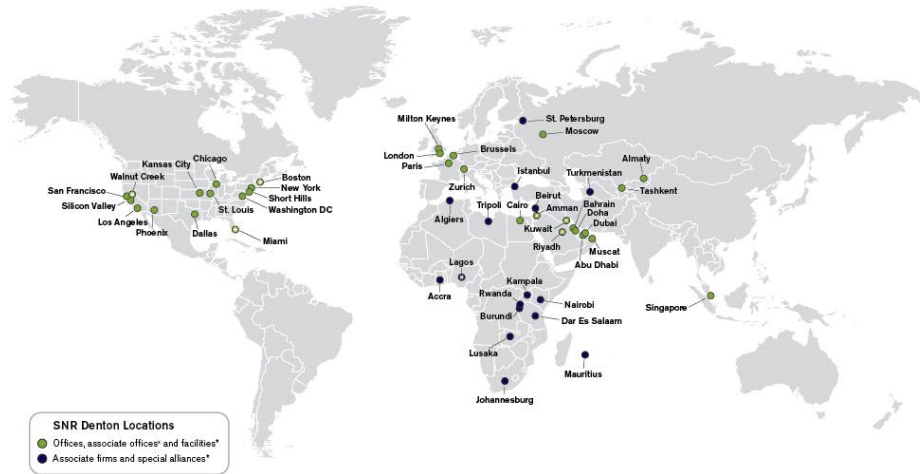 St. Petersburg
Milton Keynes
Moscow
Chicago
Kansas City
Walnut Creek
Boston
London
Brussels
Paris
Almaty
New York
Istanbul
Turkmenistan
San Francisco
Short Hills
Silicon Valley
St. Louis
Washington DC
Zurich
Beirut
Tashkent
Los Angeles
Phoenix
Dallas
Miami
Algiers
Tripoli
Cairo
Amman
Bahrain
Doha
Kuwait
Dubai
Riyadh
Muscat
Abu Dhabi
Lagos
Accra
Kampala
Rwanda
Nairobi
Burundi
Dar Es Salaam
Singapore
Lusaka
Mauritius
Johannesburg
SNR Denton Locations
Offices, associate offices and facilities*
Associate firms and special alliances*